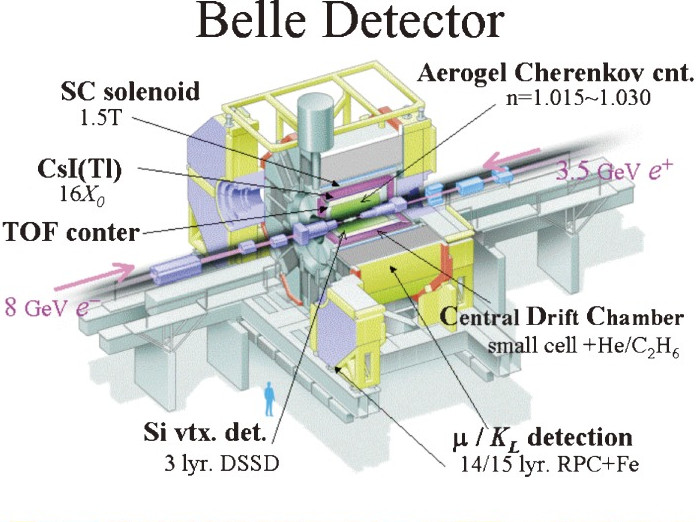 Belle Detector
Aerogel Cherenkov cnt.
n=1.015~1.030
SC solenoid
1.5T
CsI(Tl)
16X₀
TOF conter
3.5 GeV e⁺
8 GeV e⁻
Central Drift Chamber
small cell +He/C₂H₆
Si vtx. det.
3 lyr. DSSD
μ / K_L detection
14/15 lyr. RPC+Fe